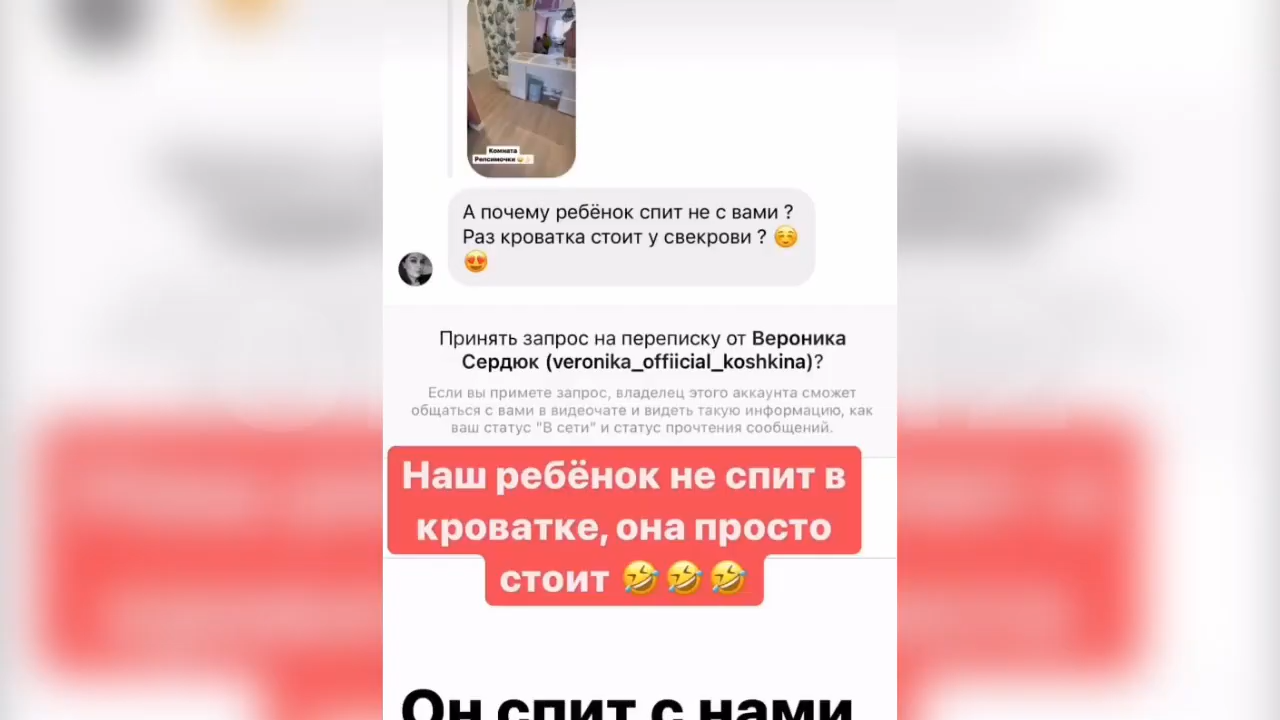 Комната
Репсимочки 😄👌🏻
А почему ребёнок спит не с вами ?
Раз кроватка стоит у свекрови ? ☺️
😍
Принять запрос на переписку от Вероника
Сердюк (veronika_offiicial_koshkina)?
Если вы примете запрос, владелец этого аккаунта сможет
общаться с вами в видеочате и видеть такую информацию, как
ваш статус "В сети" и статус прочтения сообщений.
Наш ребёнок не спит в
кроватке, она просто
стоит 🤣🤣🤣
Он спит с нами